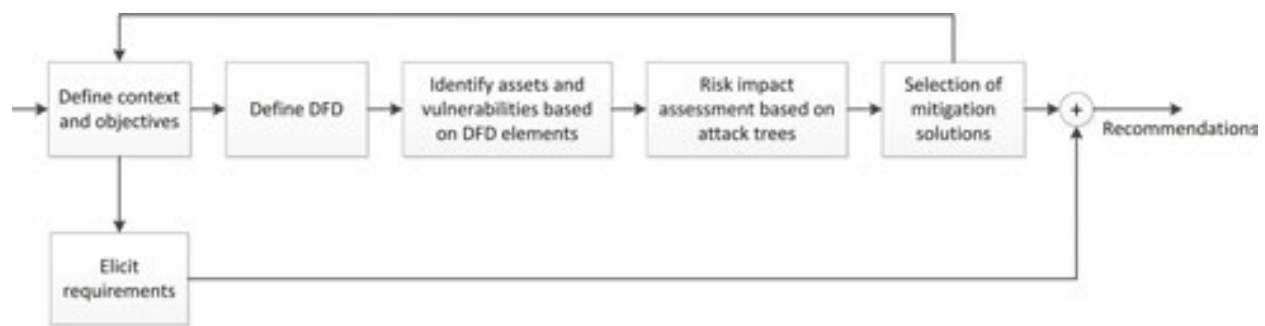 Define context
and objectives
Define DFD
Identify assets and
vulnerabilities based
on DFD elements
Risk impact
assessment based on
attack trees
Selection of
mitigation
solutions
+
Recommendations
Elicit
requirements